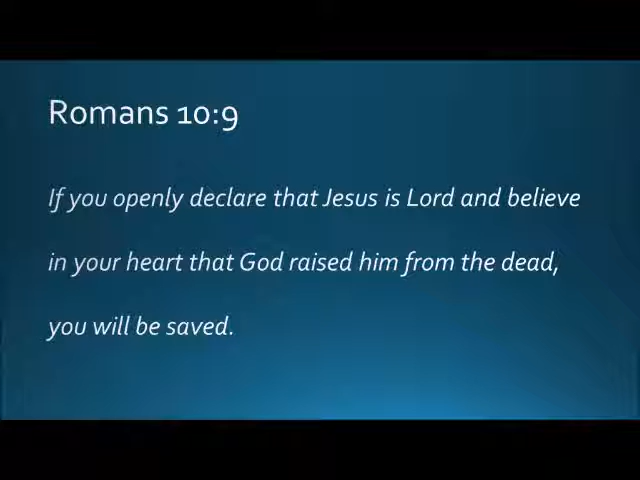 Romans 10:9
If you openly declare that Jesus is Lord and believe
in your heart that God raised him from the dead,
you will be saved.